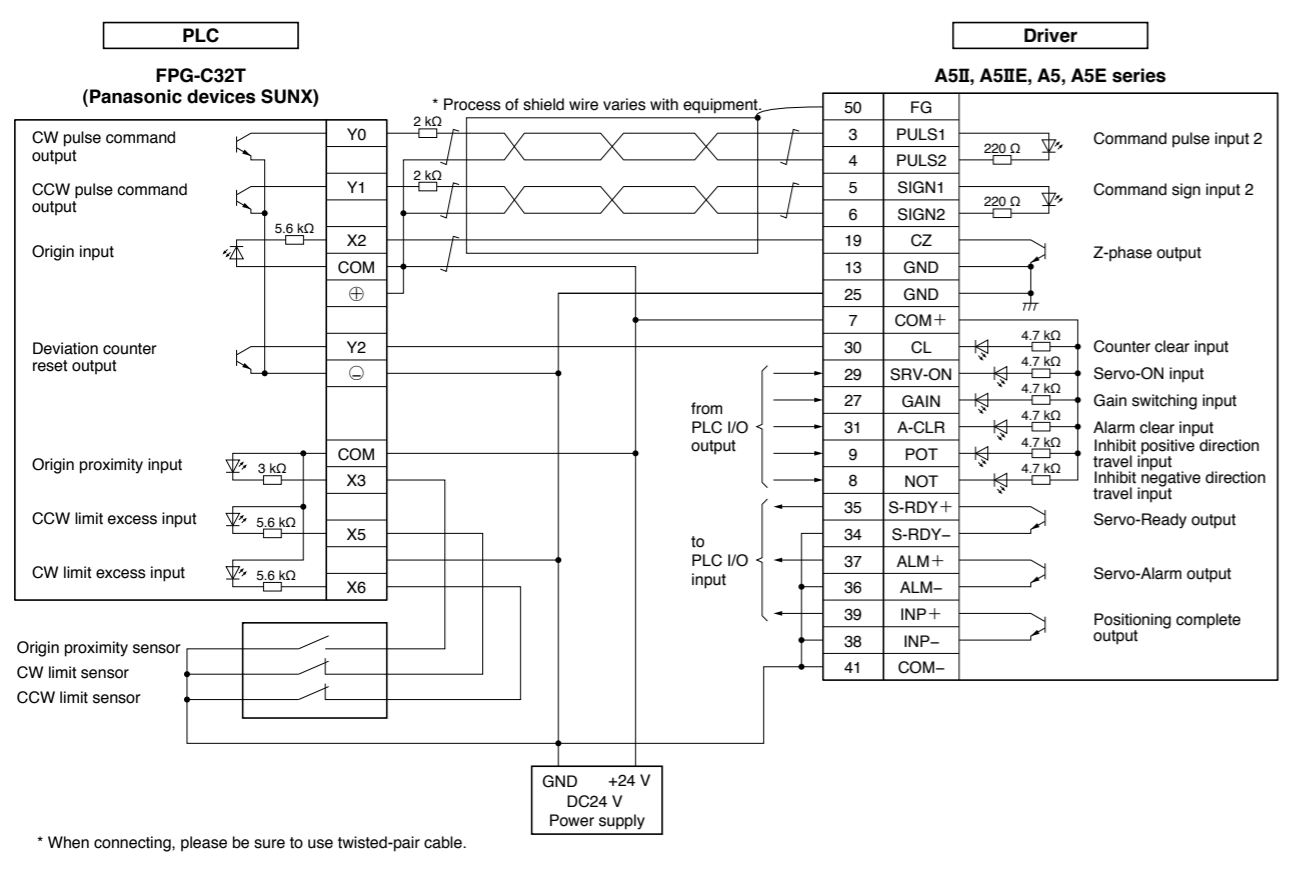 PLC
Driver
FPG-C32T
(Panasonic devices SUNX)
A5II, A5IIE, A5, A5E series
* Process of shield wire varies with equipment.
CW pulse command
output
CCW pulse command
output
Origin input
Deviation counter
reset output
Origin proximity input
CCW limit excess input
CW limit excess input
5.6 kΩ
3 kΩ
5.6 kΩ
5.6 kΩ
Y0
Y1
X2
COM
⊕
Y2
⊖
COM
X3
X5
X6
2 kΩ
2 kΩ
from
PLC I/O
output
to
PLC I/O
input
50 FG
3 PULS1
4 PULS2
5 SIGN1
6 SIGN2
19 CZ
13 GND
25 GND
7 COM+
30 CL
29 SRV-ON
27 GAIN
31 A-CLR
9 POT
8 NOT
35 S-RDY+
34 S-RDY−
37 ALM+
36 ALM−
39 INP+
38 INP−
41 COM−
220 Ω
220 Ω
4.7 kΩ
4.7 kΩ
4.7 kΩ
4.7 kΩ
4.7 kΩ
4.7 kΩ
Command pulse input 2
Command sign input 2
Z-phase output
Counter clear input
Servo-ON input
Gain switching input
Alarm clear input
Inhibit positive direction
travel input
Inhibit negative direction
travel input
Servo-Ready output
Servo-Alarm output
Positioning complete
output
Origin proximity sensor
CW limit sensor
CCW limit sensor
GND +24 V
DC24 V
Power supply
* When connecting, please be sure to use twisted-pair cable.